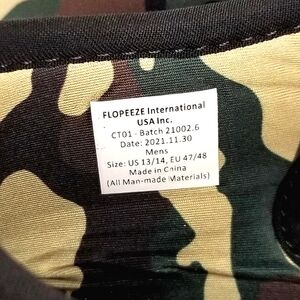 FLOPEEZE International
USA Inc.
CT01 - Batch 21002.6
Date: 2021.11.30
Mens
Size: US 13/14, EU 47/48
Made in China
(All Man-made Materials)